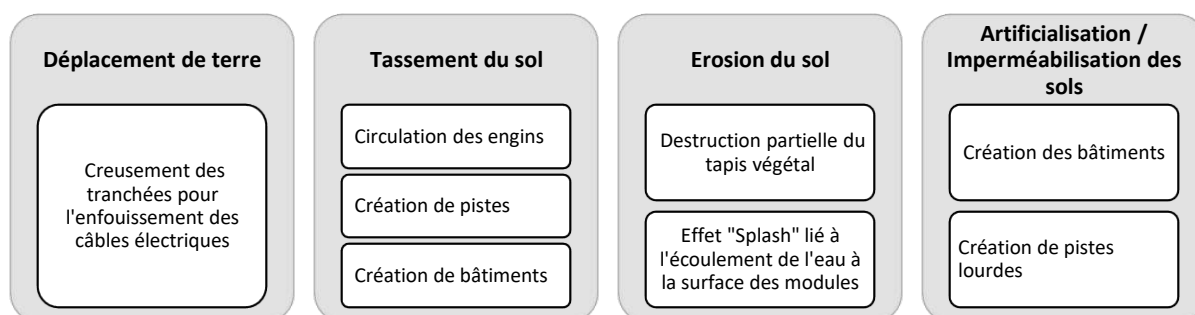 Déplacement de terre
Creusement des
tranchées pour
l'enfouissement des
câbles électriques
Tassement du sol
Circulation des engins
Création de pistes
Création de bâtiments
Erosion du sol
Destruction partielle du
tapis végétal
Effet "Splash" lié à
l'écoulement de l'eau à
la surface des modules
Artificialisation /
Imperméabilisation des
sols
Création des bâtiments
Création de pistes
lourdes